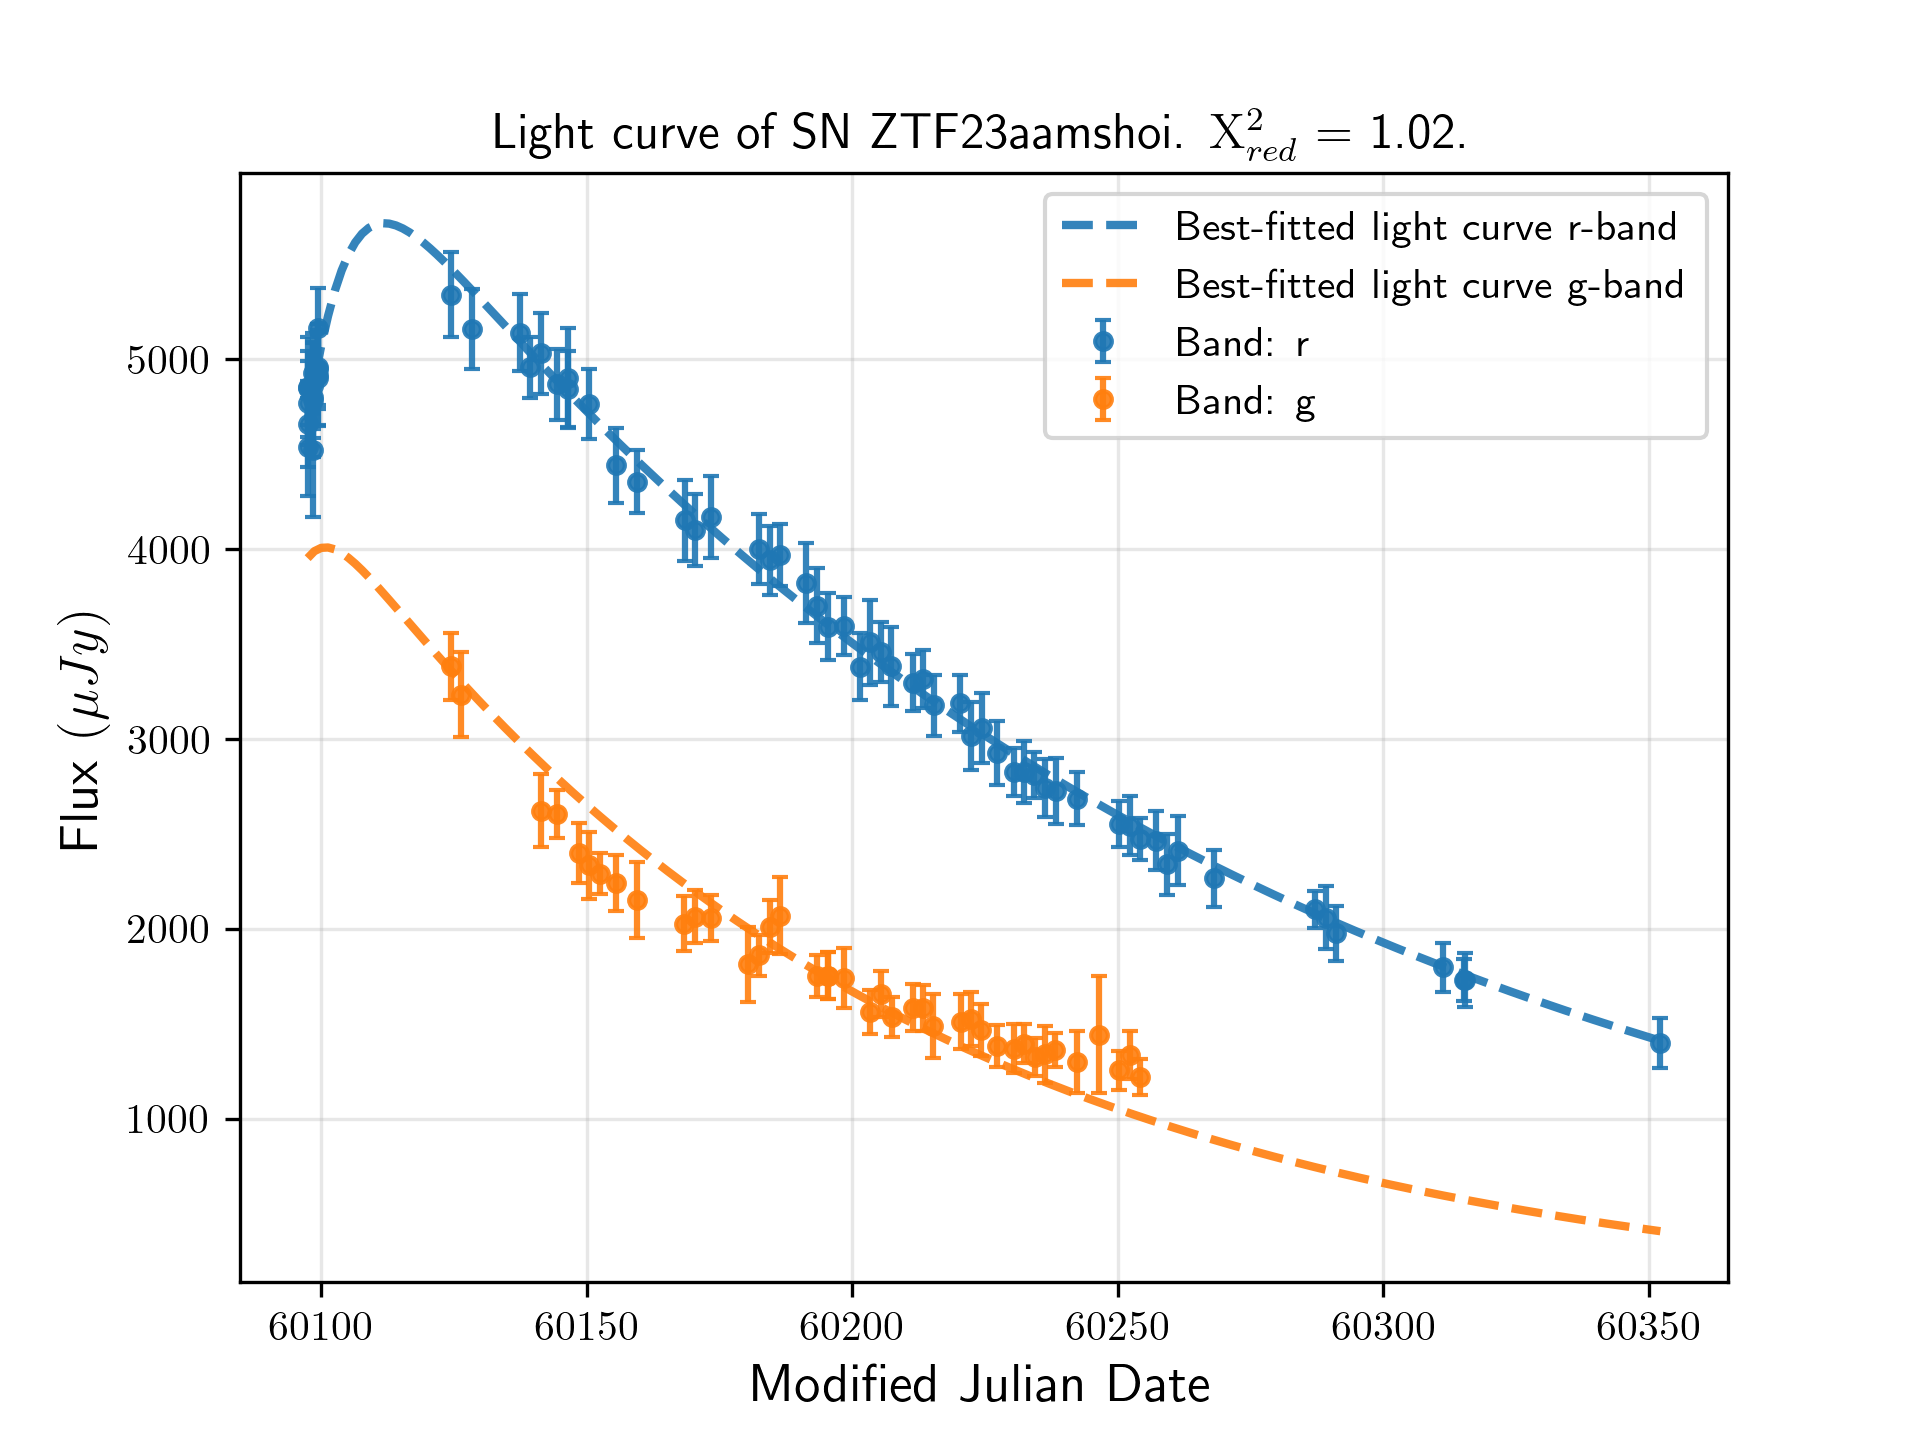 Light curve of SN ZTF23aamshoi. X²_red = 1.02.
Best-fitted light curve r-band
Best-fitted light curve g-band
Band: r
Band: g
Flux (μJy)
5000
4000
3000
2000
1000
60100 60150 60200 60250 60300 60350
Modified Julian Date